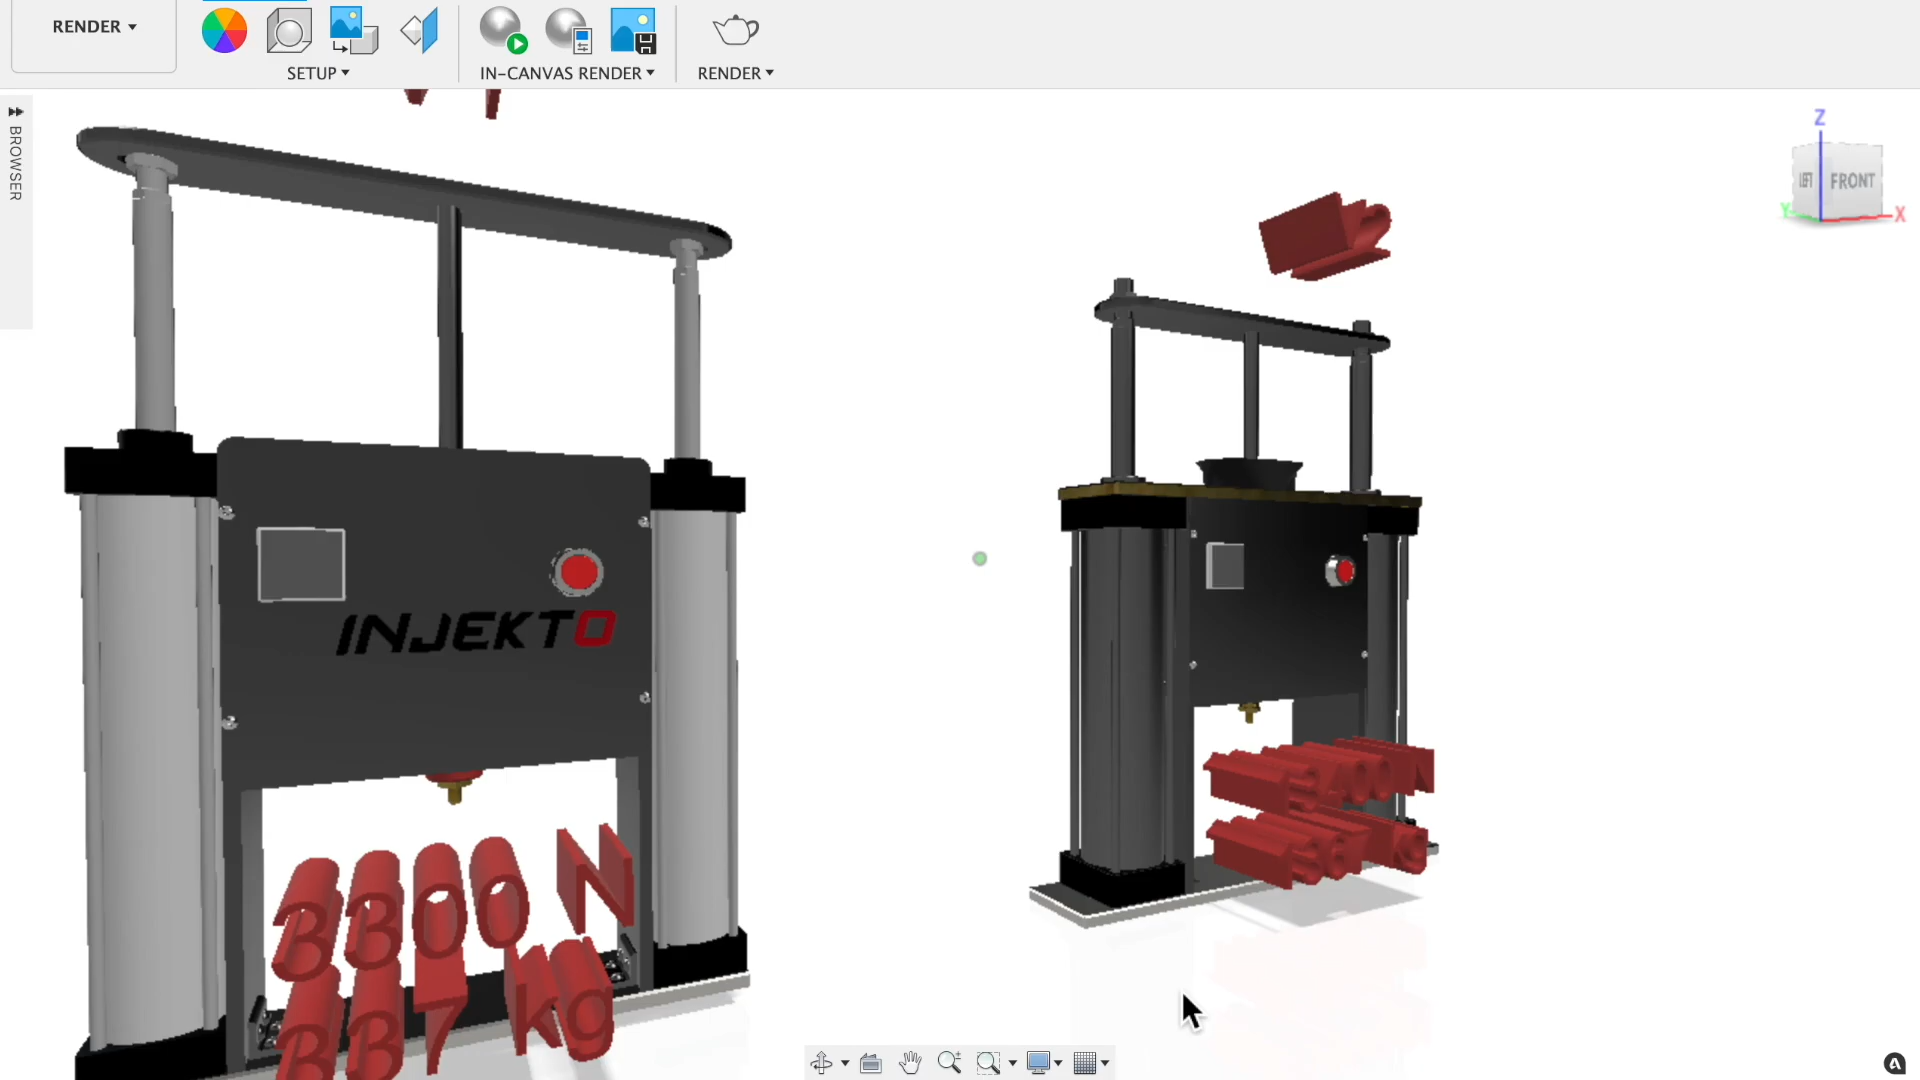 RENDER
SETUP
IN-CANVAS RENDER
RENDER
BROWSER
Z
LEFT
FRONT
Y
X
INJEKTO
3300 N
337 kg